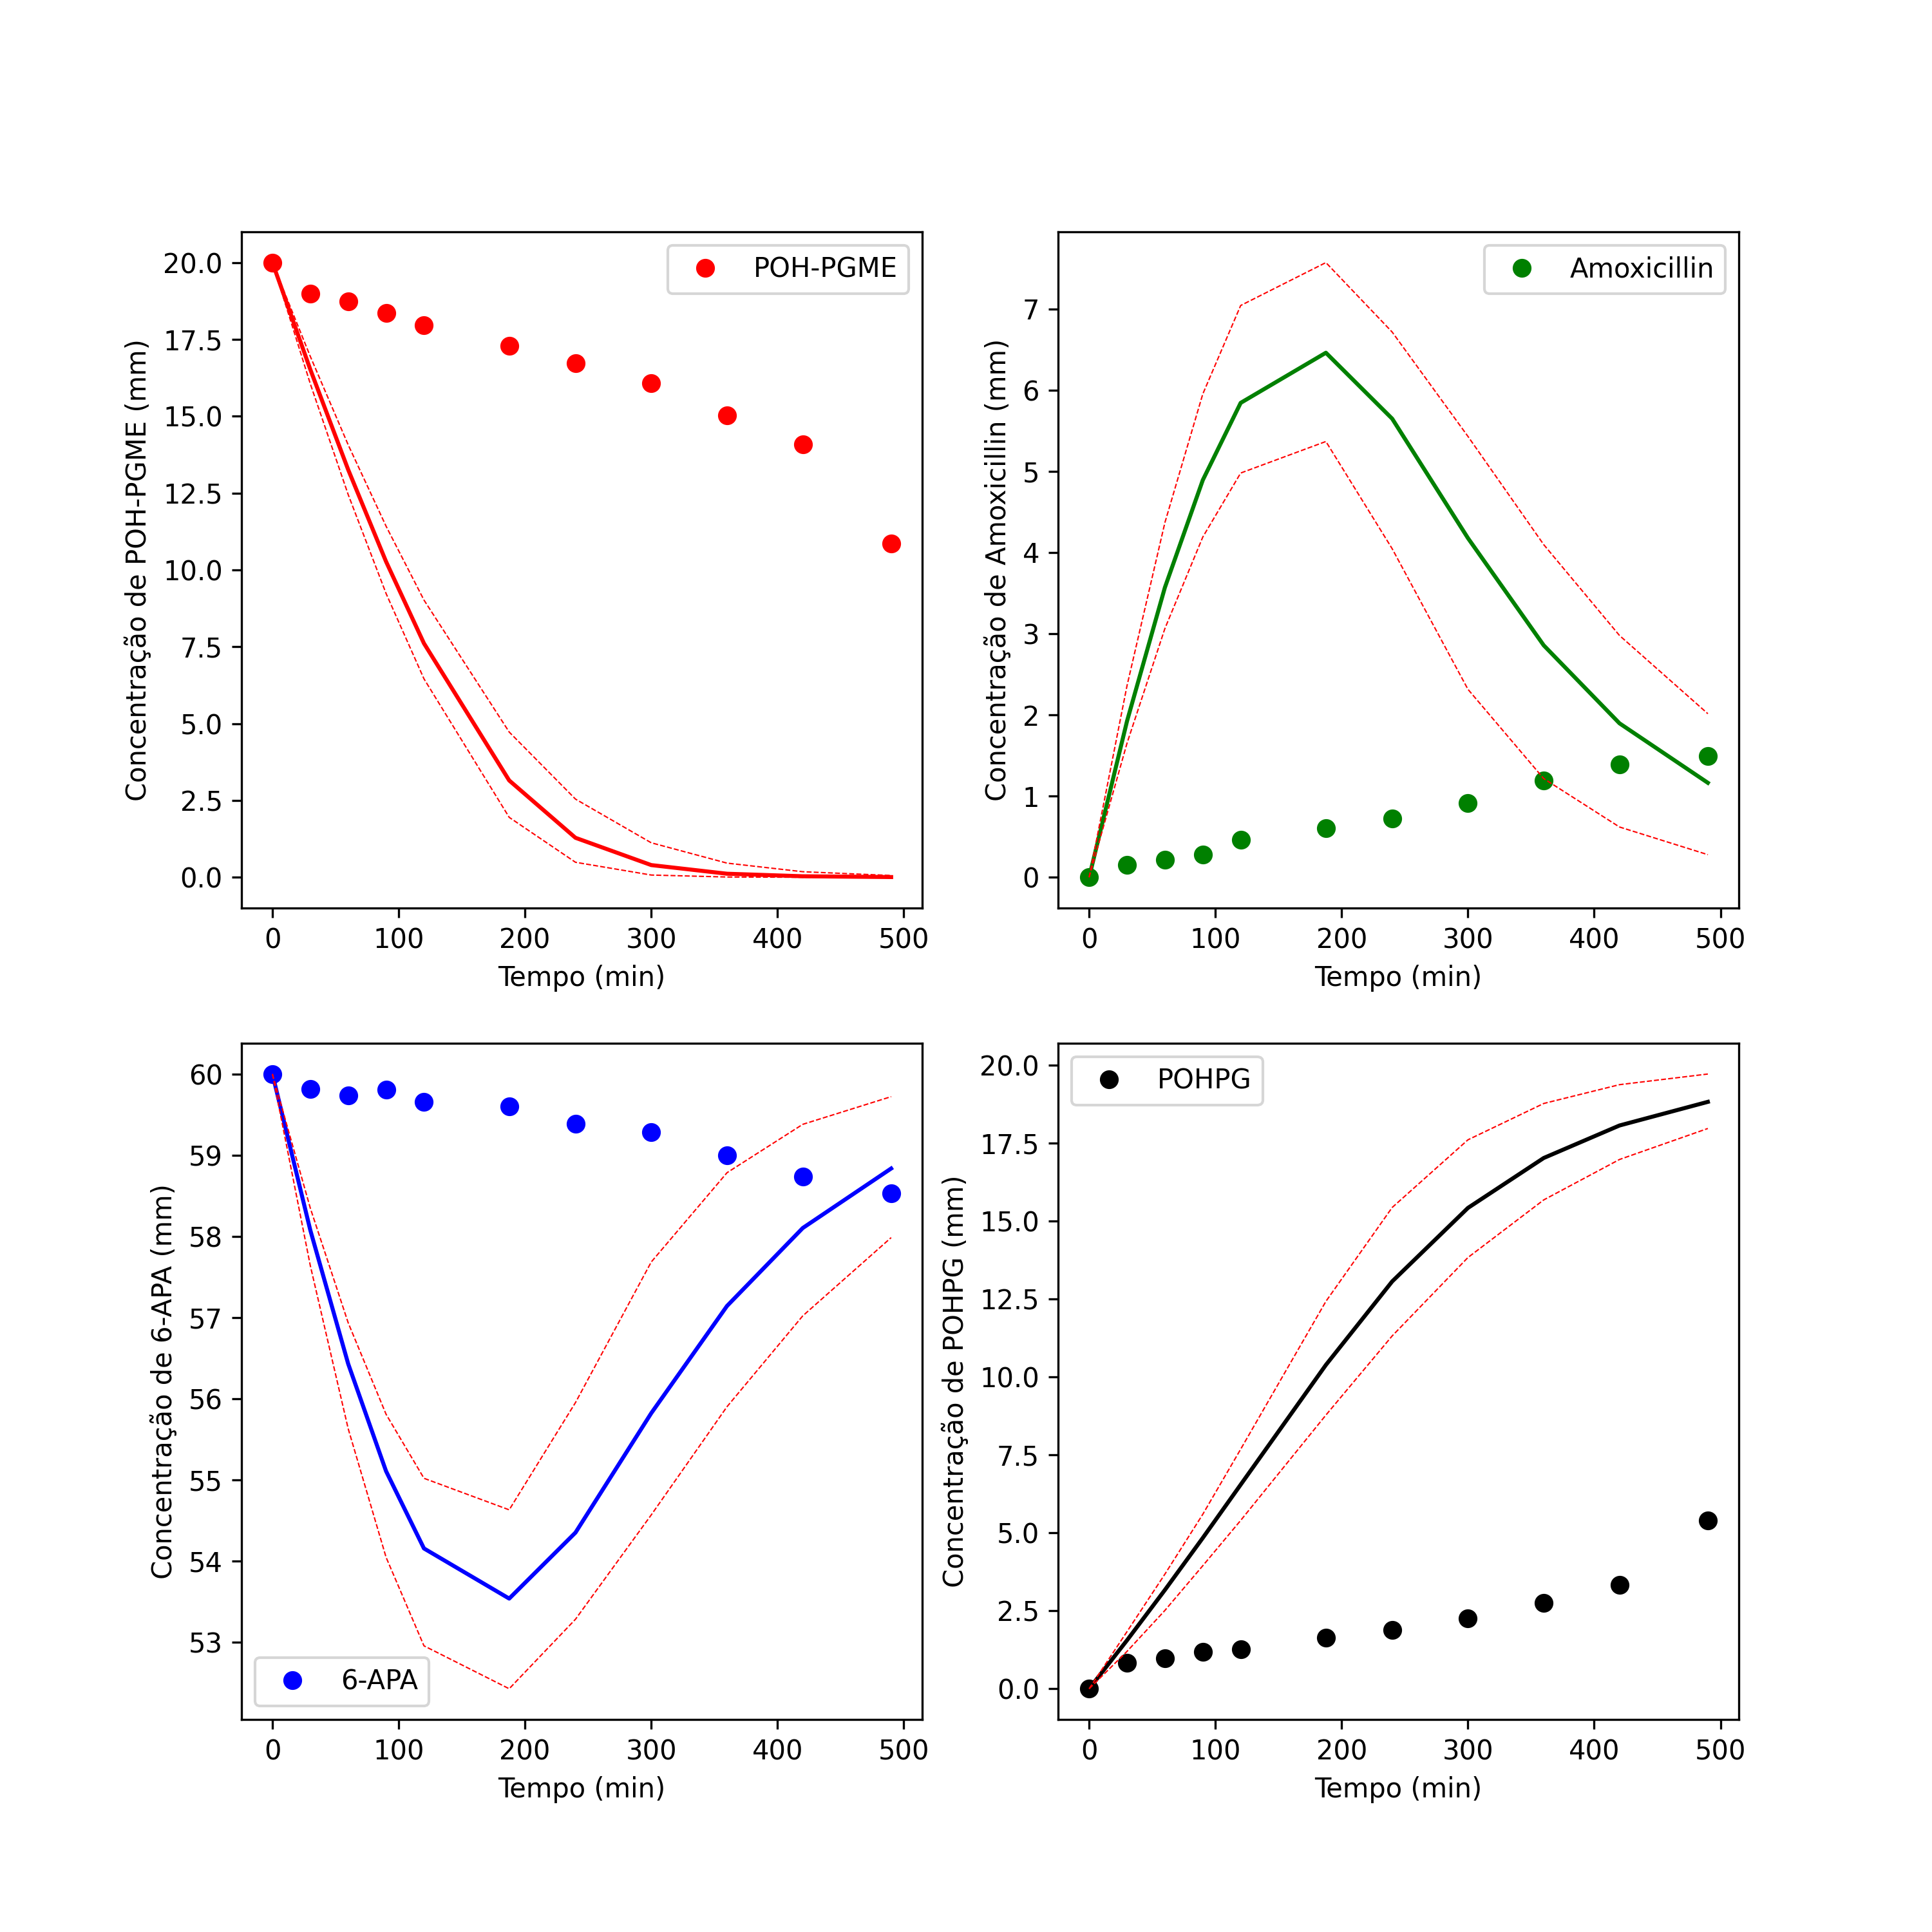 POH-PGME
Concentração de POH-PGME (mm)
20.0
17.5
15.0
12.5
10.0
7.5
5.0
2.5
0.0
0 100 200 300 400 500
Tempo (min)
Amoxicillin
Concentração de Amoxicillin (mm)
7
6
5
4
3
2
1
0
0 100 200 300 400 500
Tempo (min)
6-APA
Concentração de 6-APA (mm)
60
59
58
57
56
55
54
53
0 100 200 300 400 500
Tempo (min)
POHPG
Concentração de POHPG (mm)
20.0
17.5
15.0
12.5
10.0
7.5
5.0
2.5
0.0
0 100 200 300 400 500
Tempo (min)